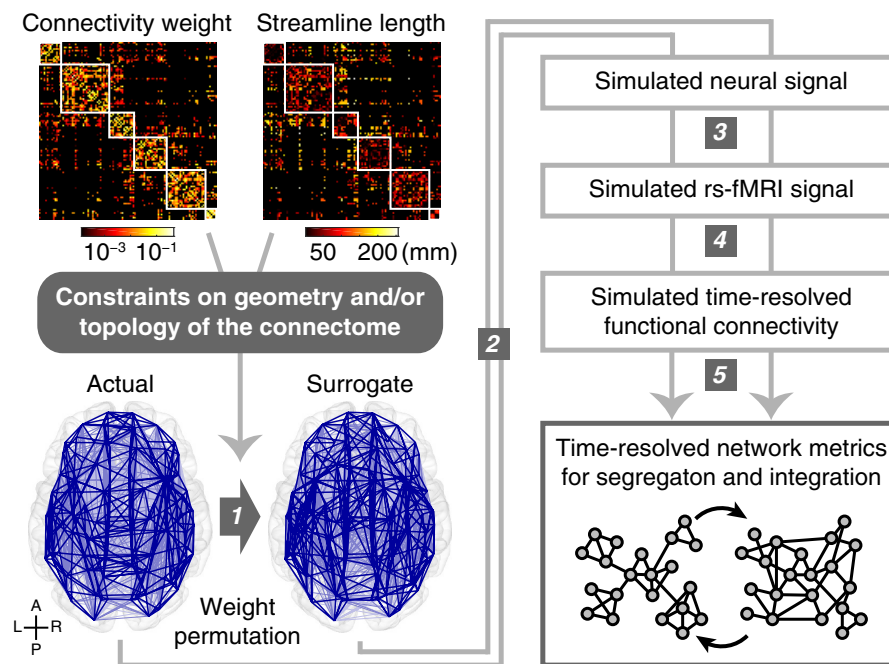 Connectivity weight
Streamline length
10⁻³ 10⁻¹
50 200 (mm)
Constraints on geometry and/or
topology of the connectome
Actual
Surrogate
1
Weight
permutation
A
L R
P
2
Simulated neural signal
3
Simulated rs-fMRI signal
4
Simulated time-resolved
functional connectivity
5
Time-resolved network metrics
for segregaton and integration